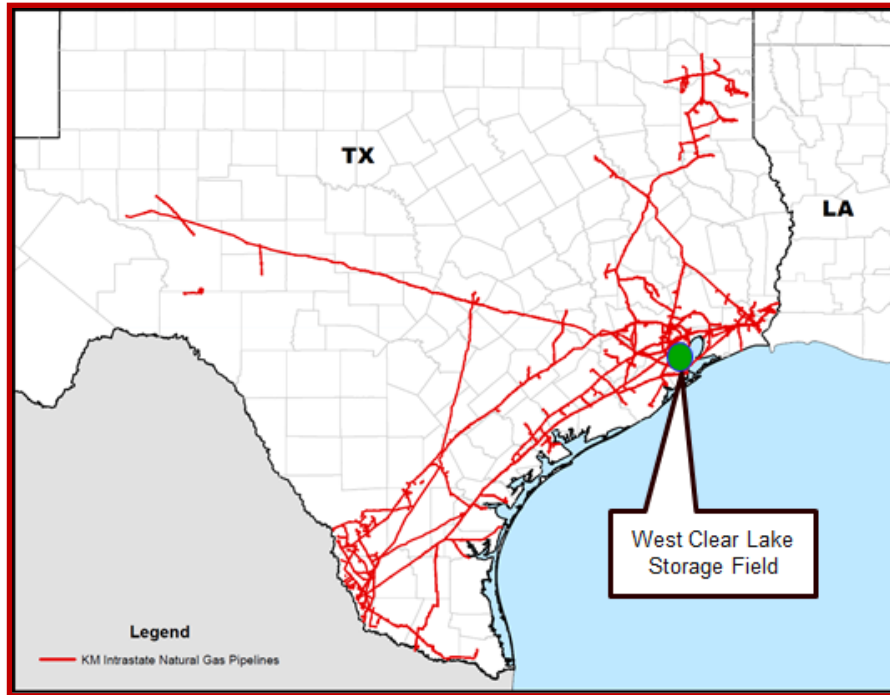 TX
LA
West Clear Lake
Storage Field
Legend
KM Intrastate Natural Gas Pipelines